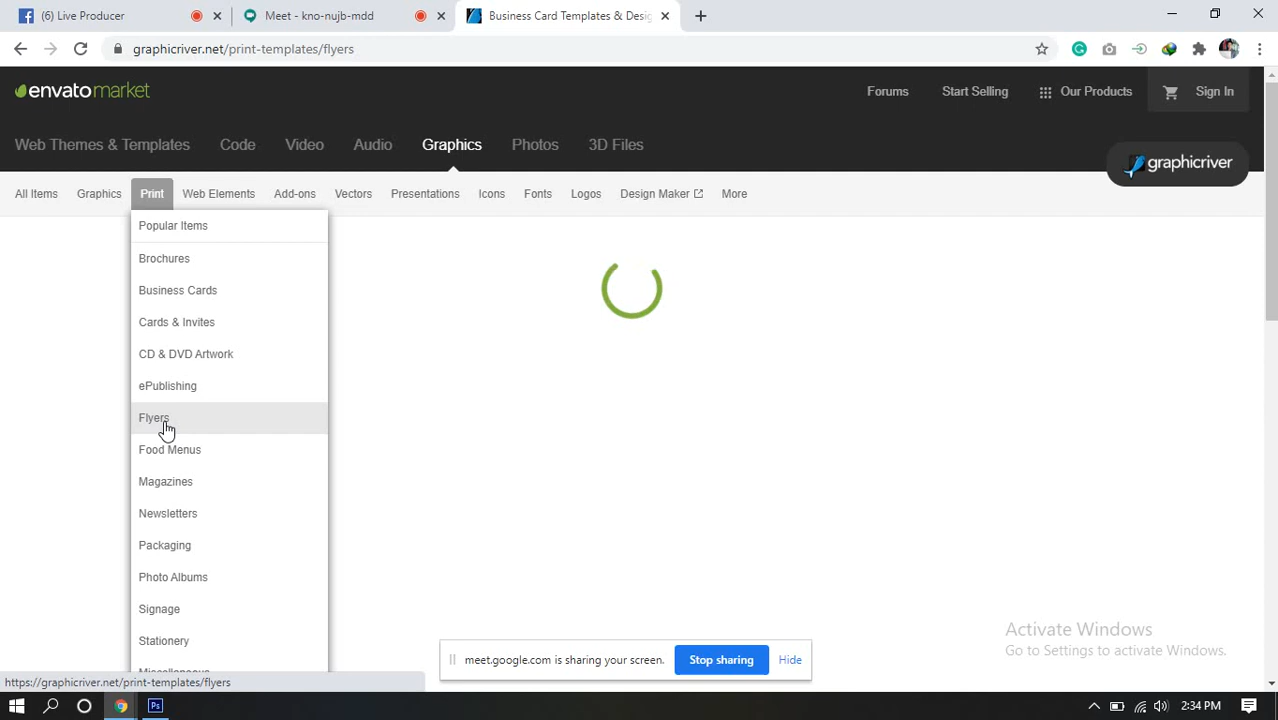 (6) Live Producer
Meet - kno-nujb-mdd
Business Card Templates & Desig
graphicriver.net/print-templates/flyers
envatomarket
Forums
Start Selling
Our Products
Sign In
Web Themes & Templates
Code
Video
Audio
Graphics
Photos
3D Files
graphicriver
All Items
Graphics
Print
Web Elements
Add-ons
Vectors
Presentations
Icons
Fonts
Logos
Design Maker
More
Popular Items
Brochures
Business Cards
Cards & Invites
CD & DVD Artwork
ePublishing
Flyers
Food Menus
Magazines
Newsletters
Packaging
Photo Albums
Signage
Stationery
Miscellaneous
Activate Windows
Go to Settings to activate Windows.
meet.google.com is sharing your screen.
Stop sharing
Hide
https://graphicriver.net/print-templates/flyers
Ps
2:34 PM